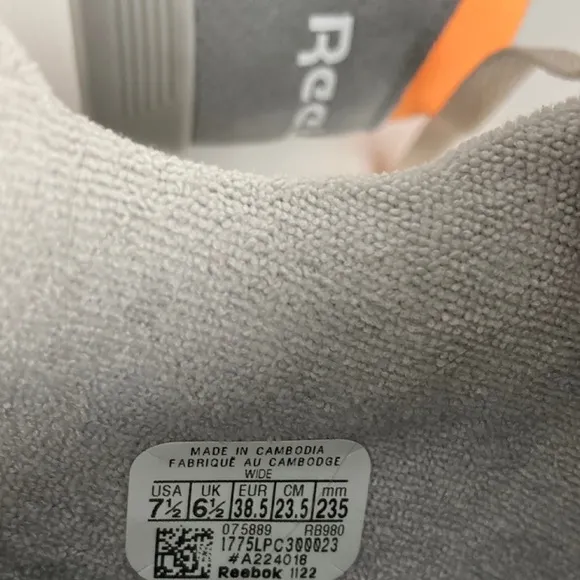 Reebok
MADE IN CAMBODIA
FABRIQUÉ AU CAMBODGE
WIDE
USA UK EUR CM mm
7½ 6½ 38.5 23.5 235
075889 RB980
1775LPC300023
#A224018
Reebok 1122